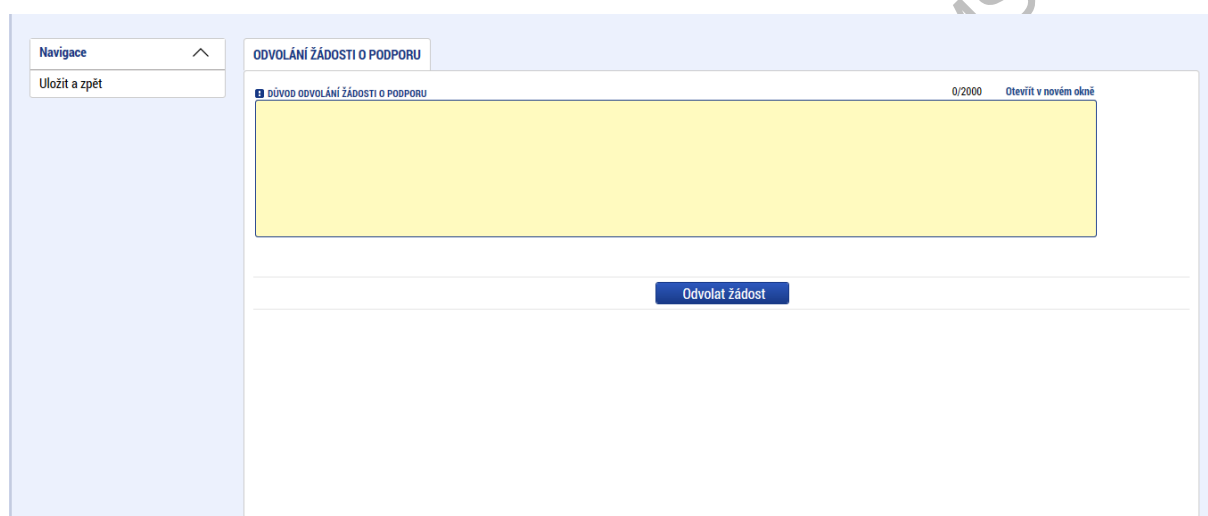 Navigace
Uložit a zpět
ODVOLÁNÍ ŽÁDOSTI O PODPORU
DŮVOD ODVOLÁNÍ ŽÁDOSTI O PODPORU 0/2000 Otevřít v novém okně
Odvolat žádost